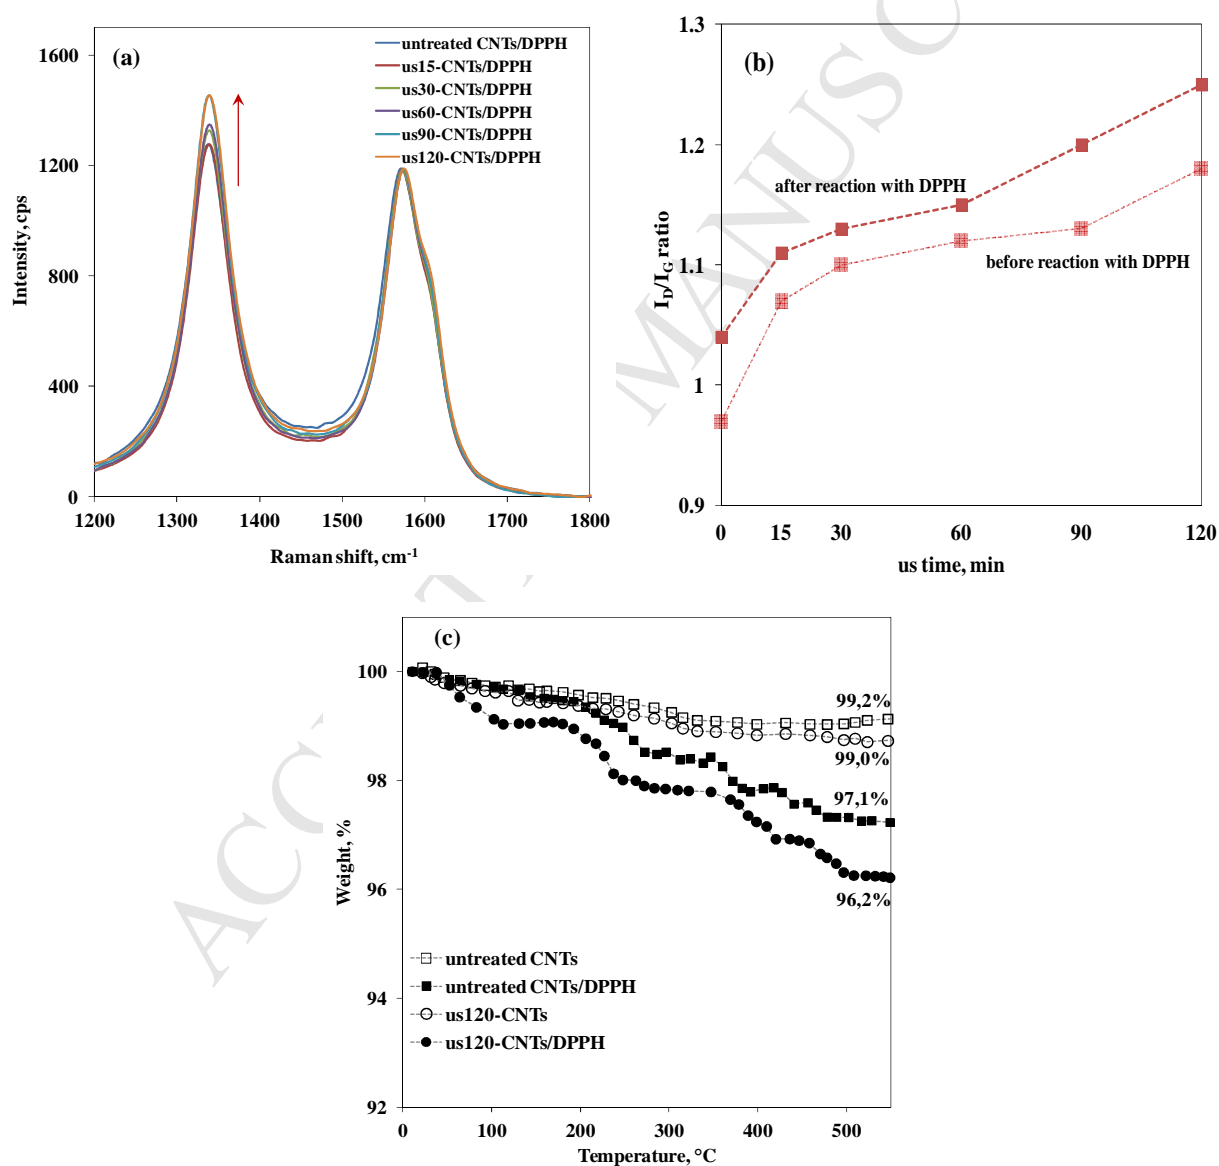 (a)
untreated CNTs/DPPH
us15-CNTs/DPPH
us30-CNTs/DPPH
us60-CNTs/DPPH
us90-CNTs/DPPH
us120-CNTs/DPPH
1600
1200
800
400
0
Intensity, cps
1200 1300 1400 1500 1600 1700 1800
Raman shift, cm-1
(b)
1.3
1.2
1.1
1
0.9
I_D/I_G ratio
after reaction with DPPH
before reaction with DPPH
0 15 30 60 90 120
us time, min
(c)
100
98
96
94
92
Weight, %
99,2%
99,0%
97,1%
96,2%
untreated CNTs
untreated CNTs/DPPH
us120-CNTs
us120-CNTs/DPPH
0 100 200 300 400 500
Temperature, °C
MANUSC
ACC